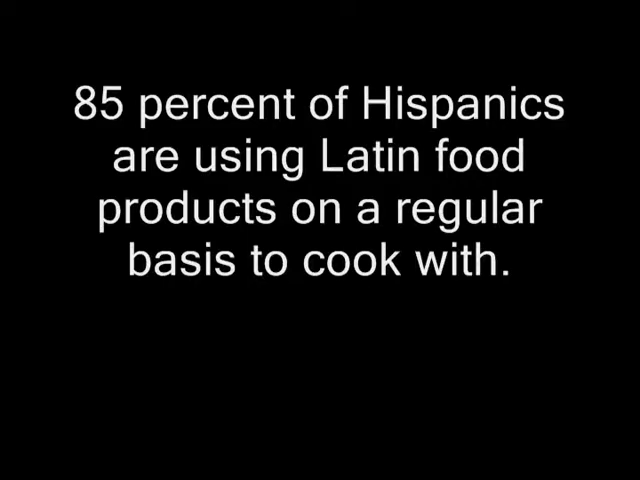 85 percent of Hispanics
are using Latin food
products on a regular
basis to cook with.